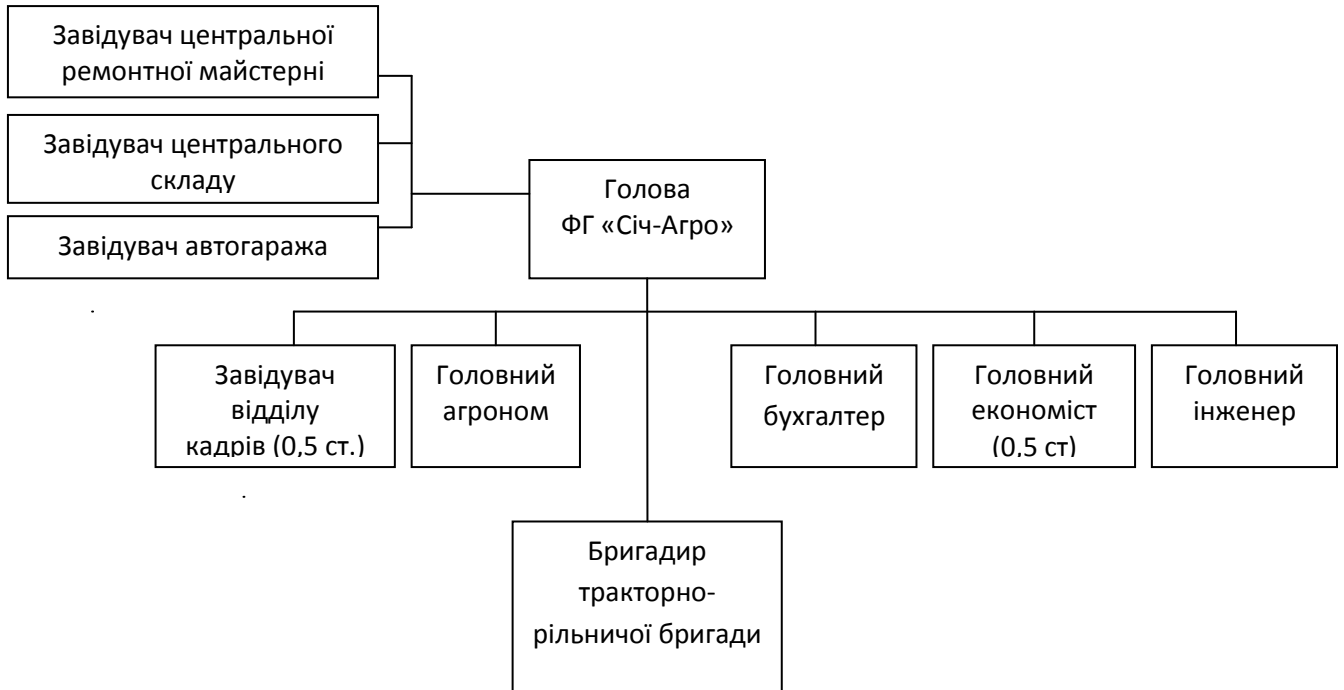 Завідувач центральної
ремонтної майстерні
Завідувач центрального
складу
Завідувач автогаража
Голова
ФГ «Січ-Агро»
Завідувач
відділу
кадрів (0,5 ст.)
Головний
агроном
Головний
бухгалтер
Головний
економіст
(0,5 ст)
Головний
інженер
Бригадир
тракторно-
рільничої бригади